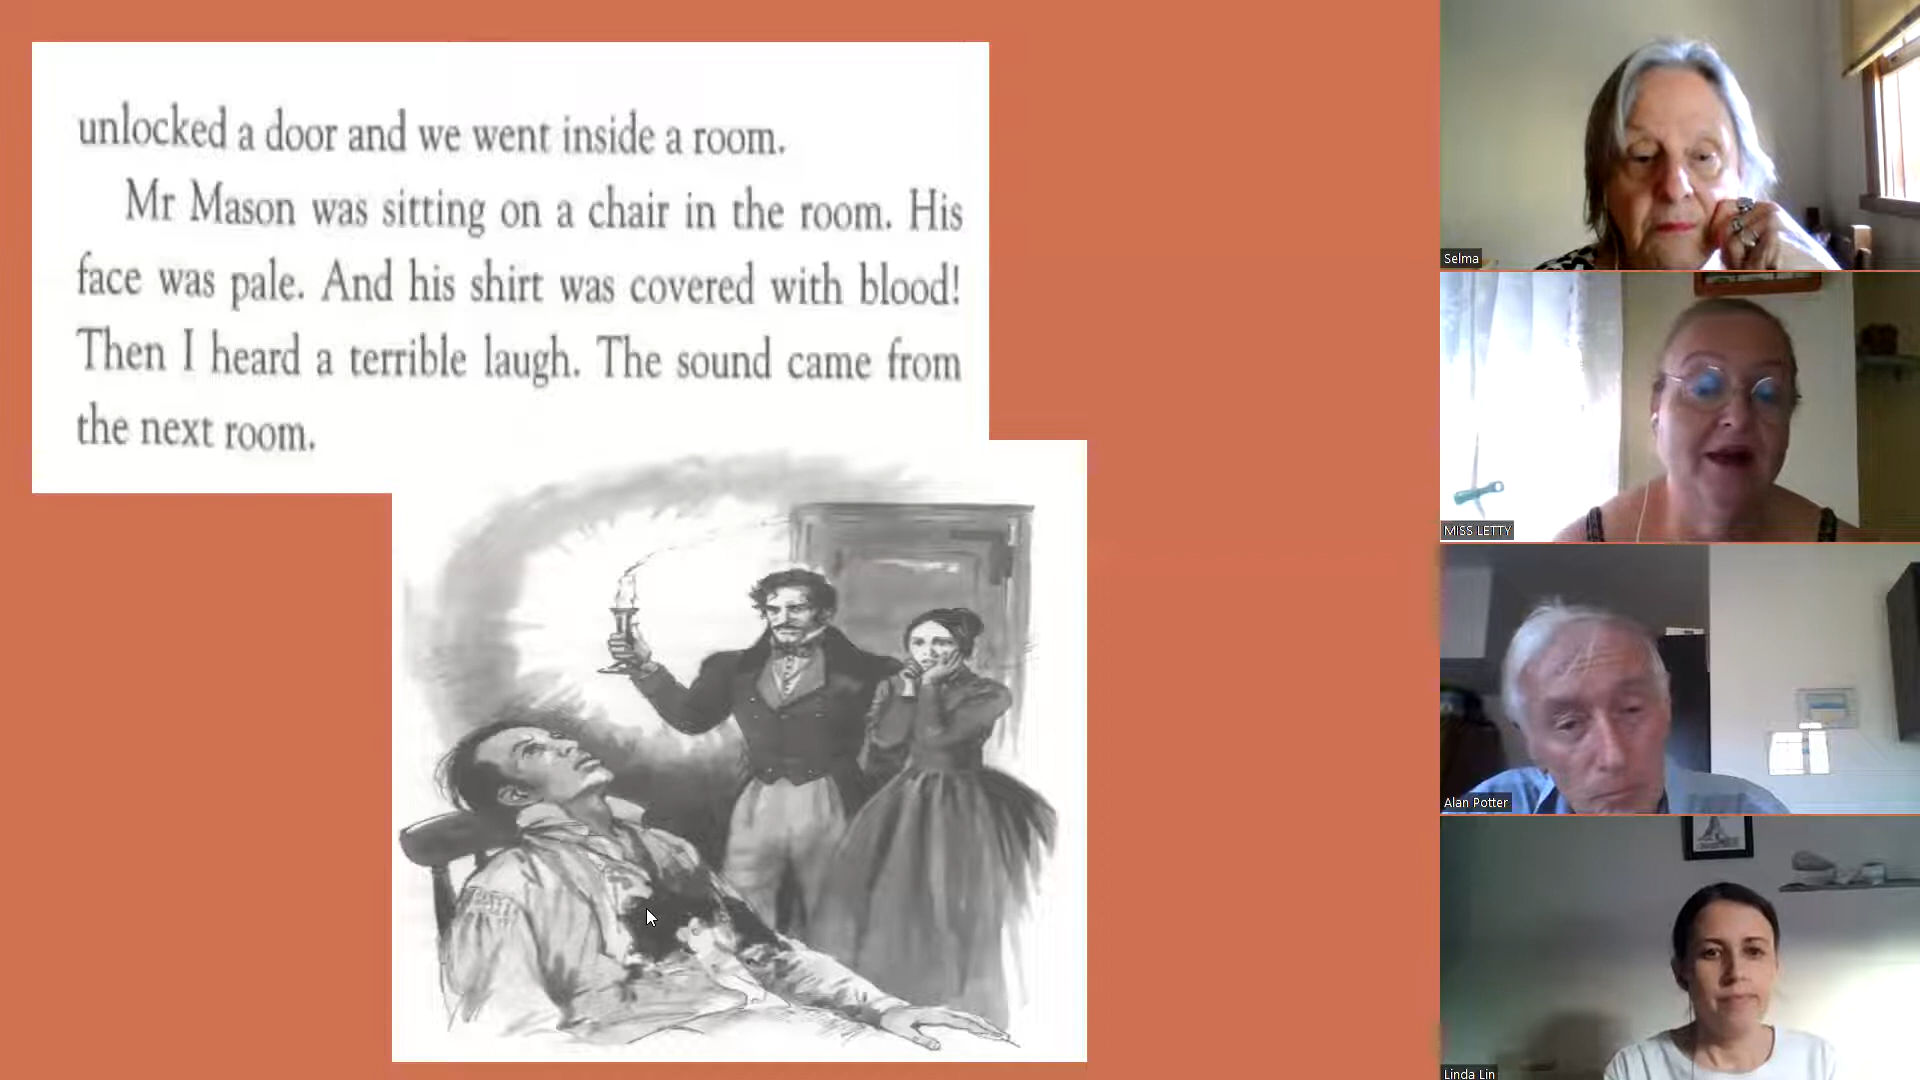 unlocked a door and we went inside a room.
Mr Mason was sitting on a chair in the room. His
face was pale. And his shirt was covered with blood!
Then I heard a terrible laugh. The sound came from
the next room.
Selma
MISS LETTY
Alan Potter
Linda Lin